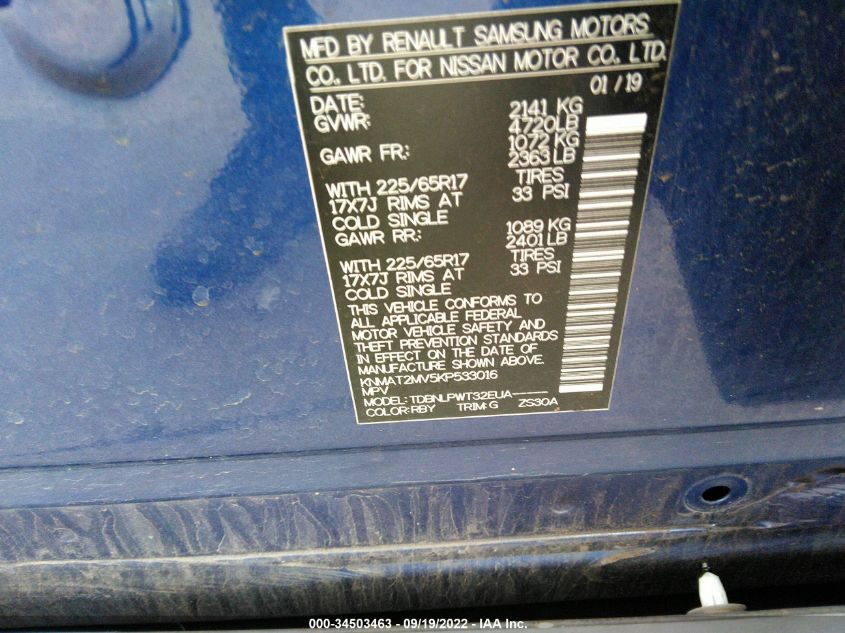 MFD BY RENAULT SAMSUNG MOTORS
CO., LTD. FOR NISSAN MOTOR CO., LTD.
DATE: 01/19
GVWR: 2141 KG
4720LB
GAWR FR.: 1072 KG
2363 LB
WITH 225/65R17 TIRES
17X7J RIMS AT 33 PSI
COLD SINGLE
GAWR RR.: 1089 KG
2401 LB
WITH 225/65R17 TIRES
17X7J RIMS AT 33 PSI
COLD SINGLE
THIS VEHICLE CONFORMS TO
ALL APPLICABLE FEDERAL
MOTOR VEHICLE SAFETY AND
THEFT PREVENTION STANDARDS
IN EFFECT ON THE DATE OF
MANUFACTURE SHOWN ABOVE.
KNMAT2MV5KP533016
MPV
MODEL: TDBNLPWT32EUA-----
COLOR: RBY TRIM: G ZS30A
000-34503463 - 09/19/2022 - IAA Inc.